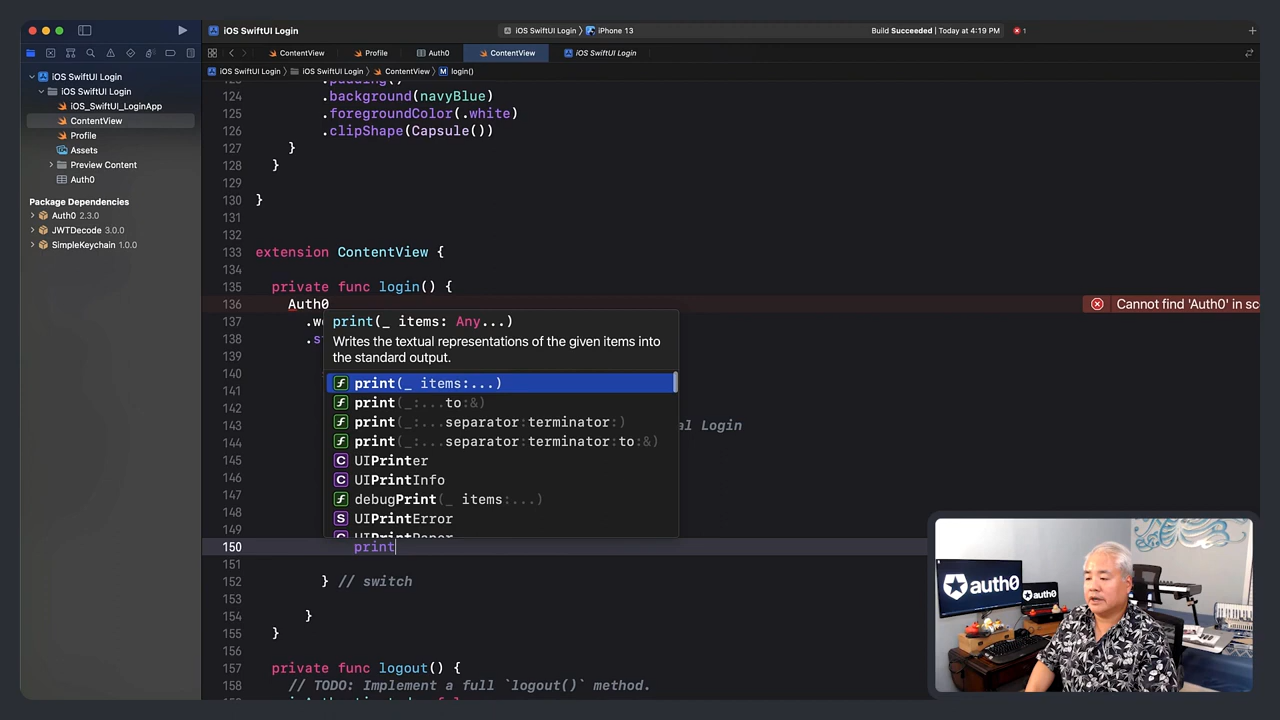 iOS SwiftUI Login
iOS SwiftUI Login 〉 iPhone 13
Build Succeeded | Today at 4:19 PM
1
ContentView
Profile
Auth0
ContentView
iOS SwiftUI Login
iOS SwiftUI Login 〉 iOS SwiftUI Login 〉 ContentView 〉 M login()
iOS SwiftUI Login
iOS SwiftUI Login
iOS_SwiftUI_LoginApp
ContentView
Profile
Assets
Preview Content
Auth0
Package Dependencies
Auth0 2.3.0
JWTDecode 3.0.0
SimpleKeychain 1.0.0
.padding()
124 .background(navyBlue)
125 .foregroundColor(.white)
126 .clipShape(Capsule())
127 }
128 }
129
130 }
131
132
133 extension ContentView {
134
135 private func login() {
136 Auth0
Cannot find 'Auth0' in sc
137
138
139
140
141
142
143 al Login
144
145
146
147
148
149
150 print
151
152 } // switch
153
154 }
155 }
156
157 private func logout() {
158 // TODO: Implement a full `logout()` method.
print(_ items: Any...)
Writes the textual representations of the given items into
the standard output.
print(_ items:...)
print(_:...to:&)
print(_:...separator:terminator:)
print(_:...separator:terminator:to:&)
UIPrinter
UIPrintInfo
debugPrint(_ items:...)
UIPrintError
UIPrintPaper
auth0
auth0